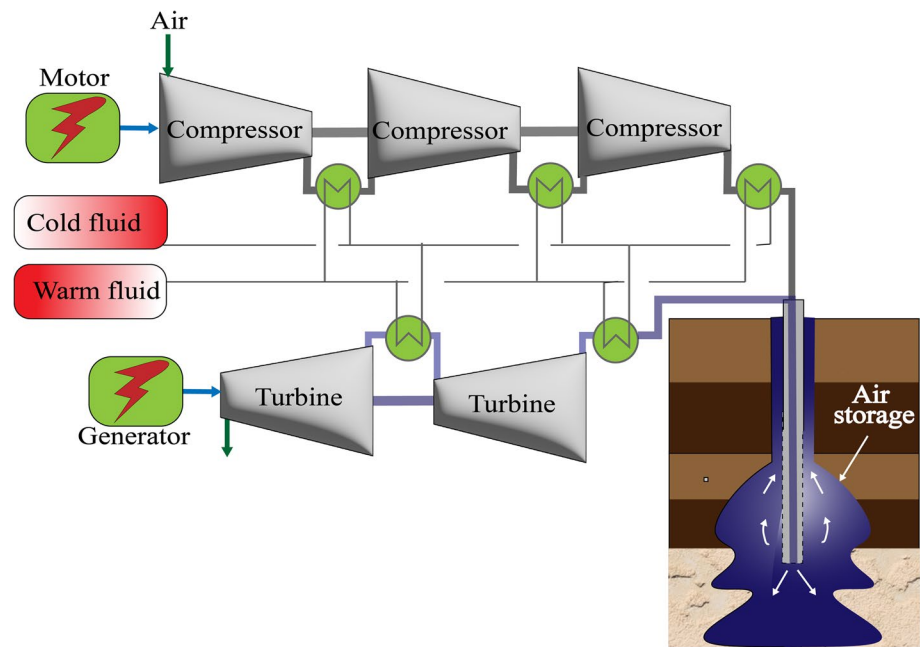 Air
Motor
Compressor
Compressor
Compressor
Cold fluid
Warm fluid
Turbine
Turbine
Generator
Air
storage